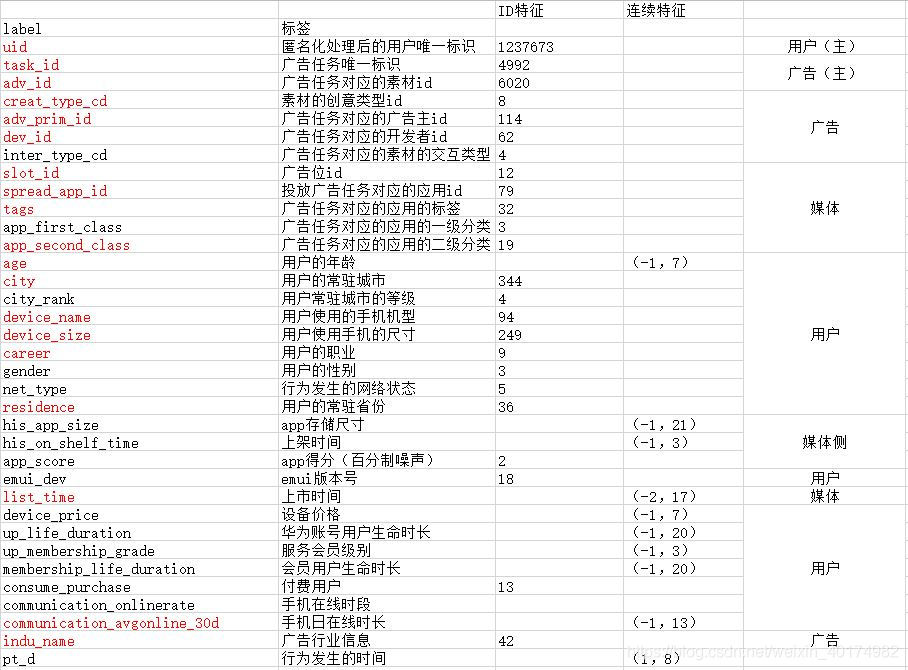 ID特征 连续特征
label 标签
uid 匿名化处理后的用户唯一标识 1237673 用户（主）
task_id 广告任务唯一标识 4992
广告（主）
adv_id 广告任务对应的素材id 6020
creat_type_cd 素材的创意类型id 8
adv_prim_id 广告任务对应的广告主id 114
广告
dev_id 广告任务对应的开发者id 62
inter_type_cd 广告任务对应的素材的交互类型 4
slot_id 广告位id 12
spread_app_id 投放广告任务对应的应用id 79
tags 广告任务对应的应用的标签 32 媒体
app_first_class 广告任务对应的应用的一级分类 3
app_second_class 广告任务对应的应用的二级分类 19
age 用户的年龄 （-1，7）
city 用户的常驻城市 344
city_rank 用户常驻城市的等级 4
device_name 用户使用的手机机型 94
device_size 用户使用手机的尺寸 249 用户
career 用户的职业 9
gender 用户的性别 3
net_type 行为发生的网络状态 5
residence 用户的常驻省份 36
his_app_size app存储尺寸 （-1，21）
his_on_shelf_time 上架时间 （-1，3） 媒体侧
app_score app得分（百分制噪声） 2
emui_dev emui版本号 18 用户
list_time 上市时间 （-2，17） 媒体
device_price 设备价格 （-1，7）
up_life_duration 华为账号用户生命时长 （-1，20）
up_membership_grade 服务会员级别 （-1，3）
membership_life_duration 会员用户生命时长 （-1，20） 用户
consume_purchase 付费用户 13
communication_onlinerate 手机在线时段
communication_avgonline_30d 手机日在线时长 （-1，13）
indu_name 广告行业信息 42 广告
pt_d 行为发生的时间 （1，8）
https://blog.csdn.net/weixin_40174982